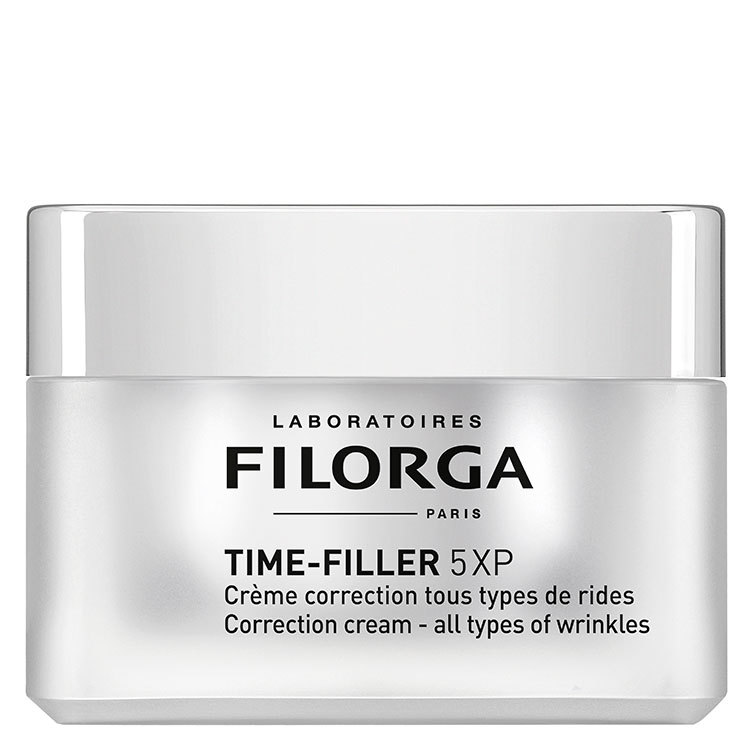 LABORATOIRES
FILORGA
PARIS
TIME-FILLER 5XP
Crème correction tous types de rides
Correction cream - all types of wrinkles